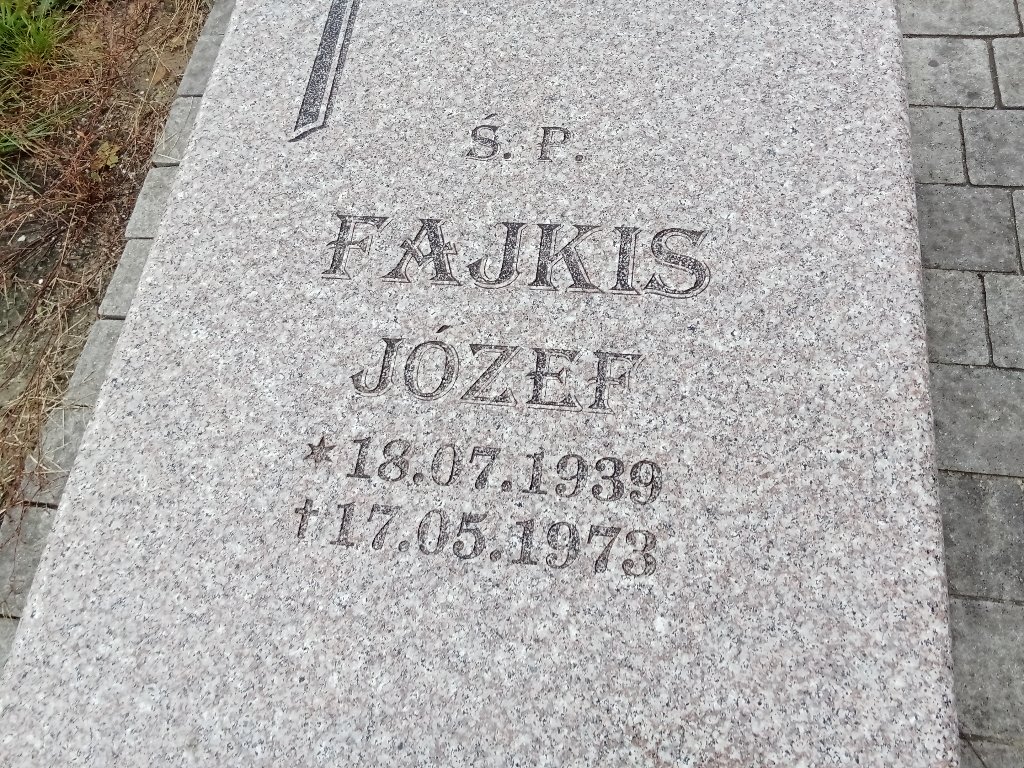 Ś. P.
FAJKIS
JÓZEF
*18.07.1939
†17.05.1973